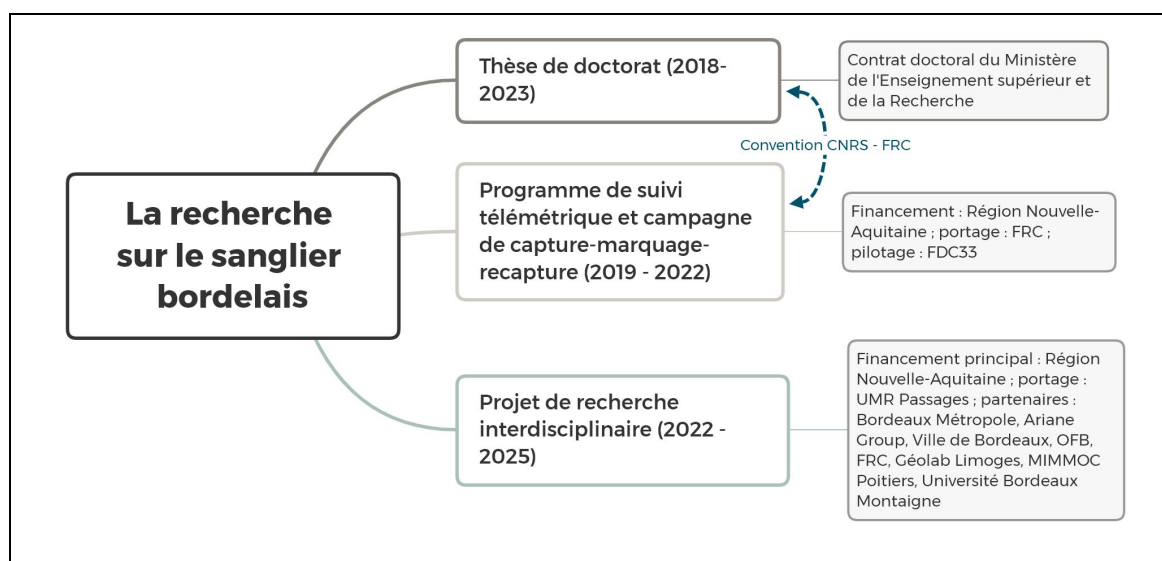 La recherche
sur le sanglier
bordelais
Thèse de doctorat (2018-
2023)
Contrat doctoral du Ministère
de l'Enseignement supérieur et
de la Recherche
Convention CNRS - FRC
Programme de suivi
télémétrique et campagne
de capture-marquage-
recapture (2019 - 2022)
Financement : Région Nouvelle-
Aquitaine ; portage : FRC ;
pilotage : FDC33
Projet de recherche
interdisciplinaire (2022 -
2025)
Financement principal : Région
Nouvelle-Aquitaine ; portage :
UMR Passages ; partenaires :
Bordeaux Métropole, Ariane
Group, Ville de Bordeaux, OFB,
FRC, Géolab Limoges, MIMMOC
Poitiers, Université Bordeaux
Montaigne